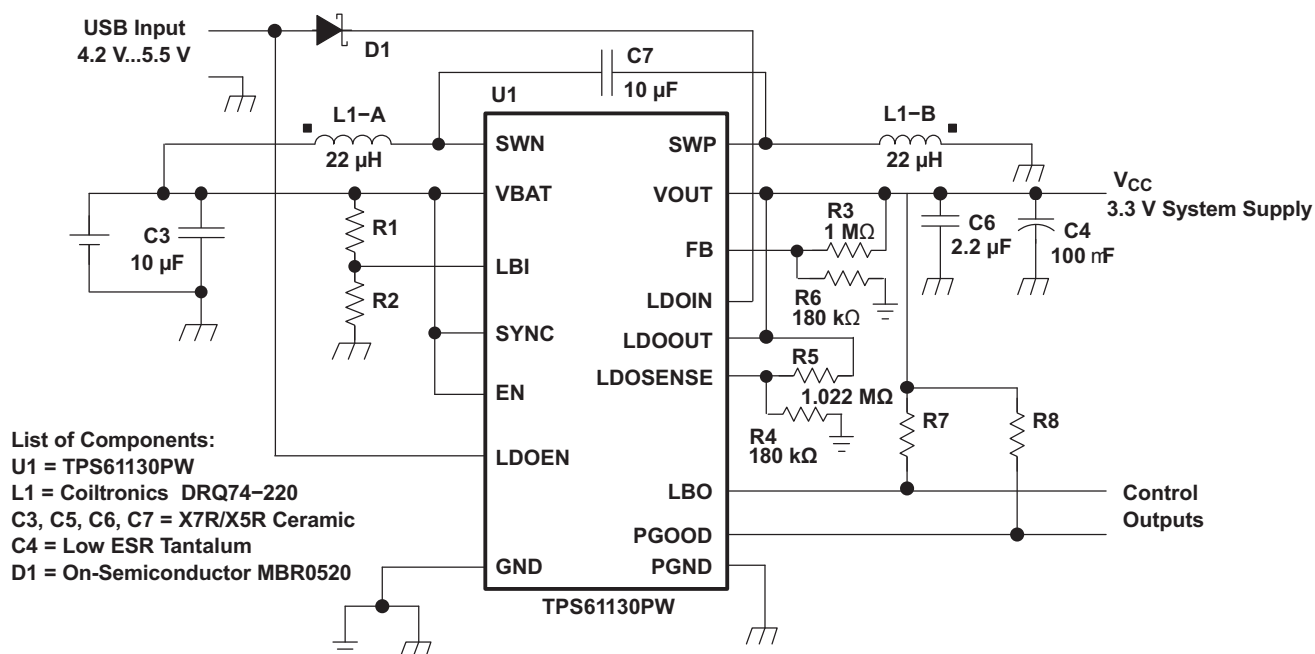 USB Input
4.2 V...5.5 V
D1
C7
10 µF
U1
L1−A
22 µH
L1−B
22 µH
SWN
SWP
VBAT
VOUT
VCC
3.3 V System Supply
C3
10 µF
R1
R3
1 MΩ
C6
2.2 µF
C4
100 mF
FB
LBI
R2
LDOIN
R6
180 kΩ
SYNC
LDOOUT
R5
1.022 MΩ
LDOSENSE
EN
R4
180 kΩ
R7
R8
List of Components:
U1 = TPS61130PW
L1 = Coiltronics DRQ74−220
C3, C5, C6, C7 = X7R/X5R Ceramic
C4 = Low ESR Tantalum
D1 = On-Semiconductor MBR0520
LDOEN
LBO
Control
Outputs
PGOOD
GND
PGND
TPS61130PW